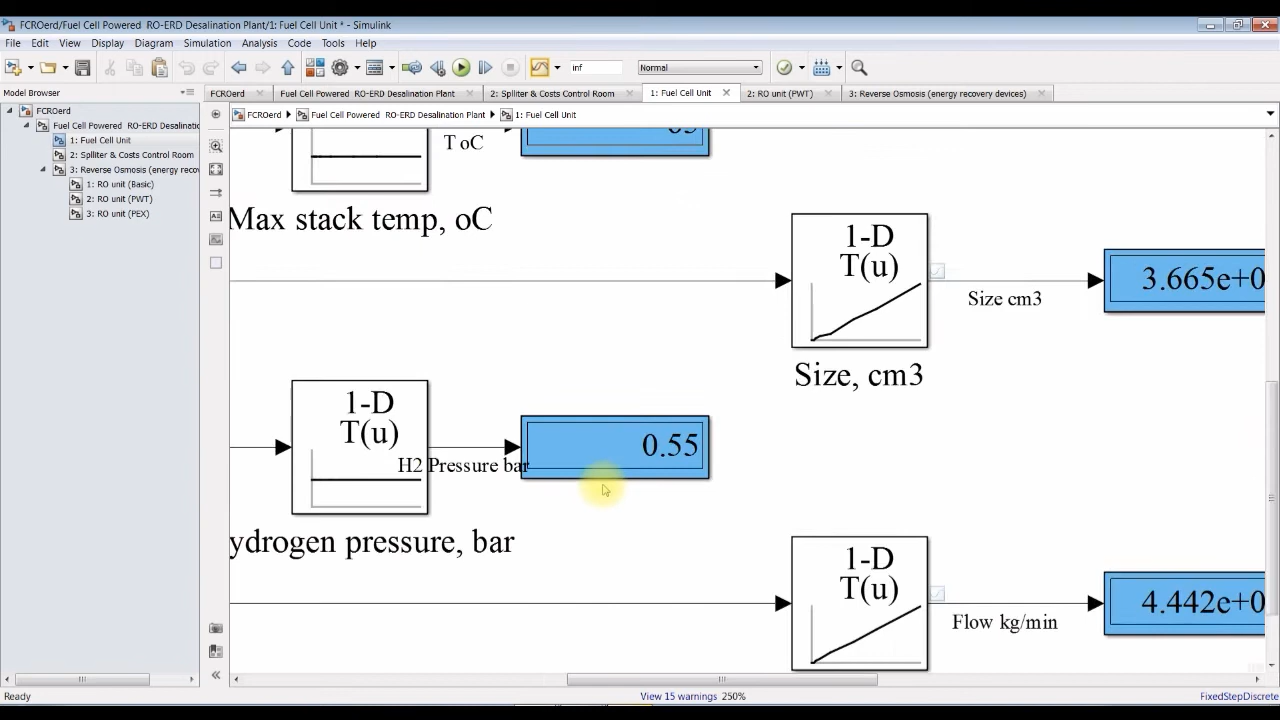 FCROerd/Fuel Cell Powered RO-ERD Desalination Plant/1: Fuel Cell Unit * - Simulink
File Edit View Display Diagram Simulation Analysis Code Tools Help
inf Normal
Model Browser
FCROerd Fuel Cell Powered RO-ERD Desalination Plant 2: Spliiter & Costs Control Room 1: Fuel Cell Unit 2: RO unit (PWT) 3: Reverse Osmosis (energy recovery devices)
FCROerd Fuel Cell Powered RO-ERD Desalination Plant 1: Fuel Cell Unit
FCROerd
Fuel Cell Powered RO-ERD Desalinatio
1: Fuel Cell Unit
2: Spliiter & Costs Control Room
3: Reverse Osmosis (energy recov
1: RO unit (Basic)
2: RO unit (PWT)
3: RO unit (PEX)
T oC
Max stack temp, oC
1-D
T(u)
Size cm3
3.665e+0
Size, cm3
1-D
T(u)
H2 Pressure bar
0.55
ydrogen pressure, bar
1-D
T(u)
Flow kg/min
4.442e+0
Ready View 15 warnings 250% FixedStepDiscrete